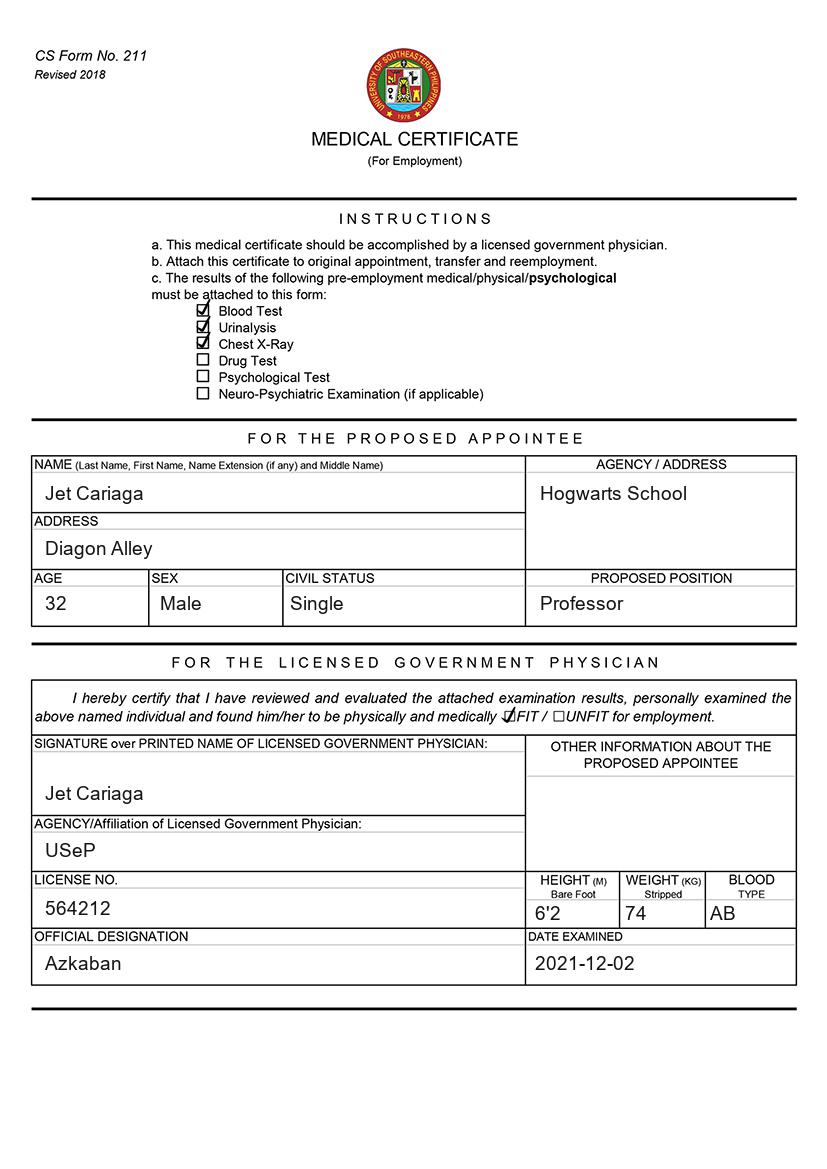 CS Form No. 211
Revised 2018
UNIVERSITY OF SOUTHEASTERN PHILIPPINES
1978
MEDICAL CERTIFICATE
(For Employment)
INSTRUCTIONS
a. This medical certificate should be accomplished by a licensed government physician.
b. Attach this certificate to original appointment, transfer and reemployment.
c. The results of the following pre-employment medical/physical/psychological
must be attached to this form:
Blood Test
Urinalysis
Chest X-Ray
Drug Test
Psychological Test
Neuro-Psychiatric Examination (if applicable)
FOR THE PROPOSED APPOINTEE
NAME (Last Name, First Name, Name Extension (if any) and Middle Name)
Jet Cariaga
AGENCY / ADDRESS
Hogwarts School
ADDRESS
Diagon Alley
AGE
32
SEX
Male
CIVIL STATUS
Single
PROPOSED POSITION
Professor
FOR THE LICENSED GOVERNMENT PHYSICIAN
I hereby certify that I have reviewed and evaluated the attached examination results, personally examined the
above named individual and found him/her to be physically and medically FIT / UNFIT for employment.
SIGNATURE over PRINTED NAME OF LICENSED GOVERNMENT PHYSICIAN:
Jet Cariaga
OTHER INFORMATION ABOUT THE
PROPOSED APPOINTEE
AGENCY/Affiliation of Licensed Government Physician:
USeP
LICENSE NO.
564212
HEIGHT (M)
Bare Foot
6'2
WEIGHT (KG)
Stripped
74
BLOOD
TYPE
AB
OFFICIAL DESIGNATION
Azkaban
DATE EXAMINED
2021-12-02